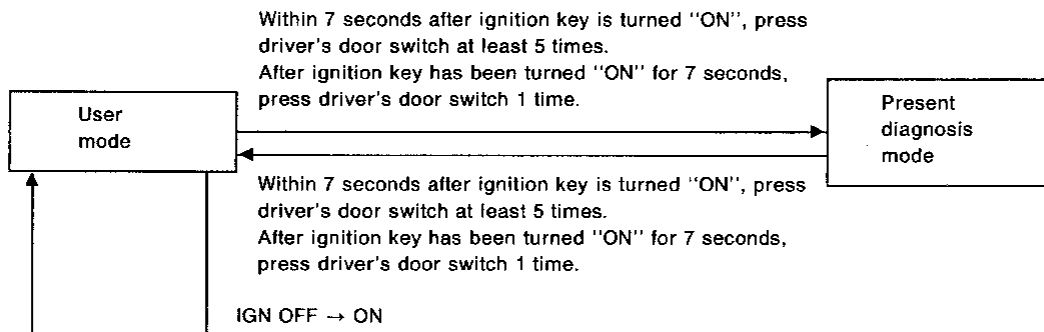 Within 7 seconds after ignition key is turned "ON", press
driver's door switch at least 5 times.
After ignition key has been turned "ON" for 7 seconds,
press driver's door switch 1 time.
User
mode
Present
diagnosis
mode
Within 7 seconds after ignition key is turned "ON", press
driver's door switch at least 5 times.
After ignition key has been turned "ON" for 7 seconds,
press driver's door switch 1 time.
IGN OFF → ON